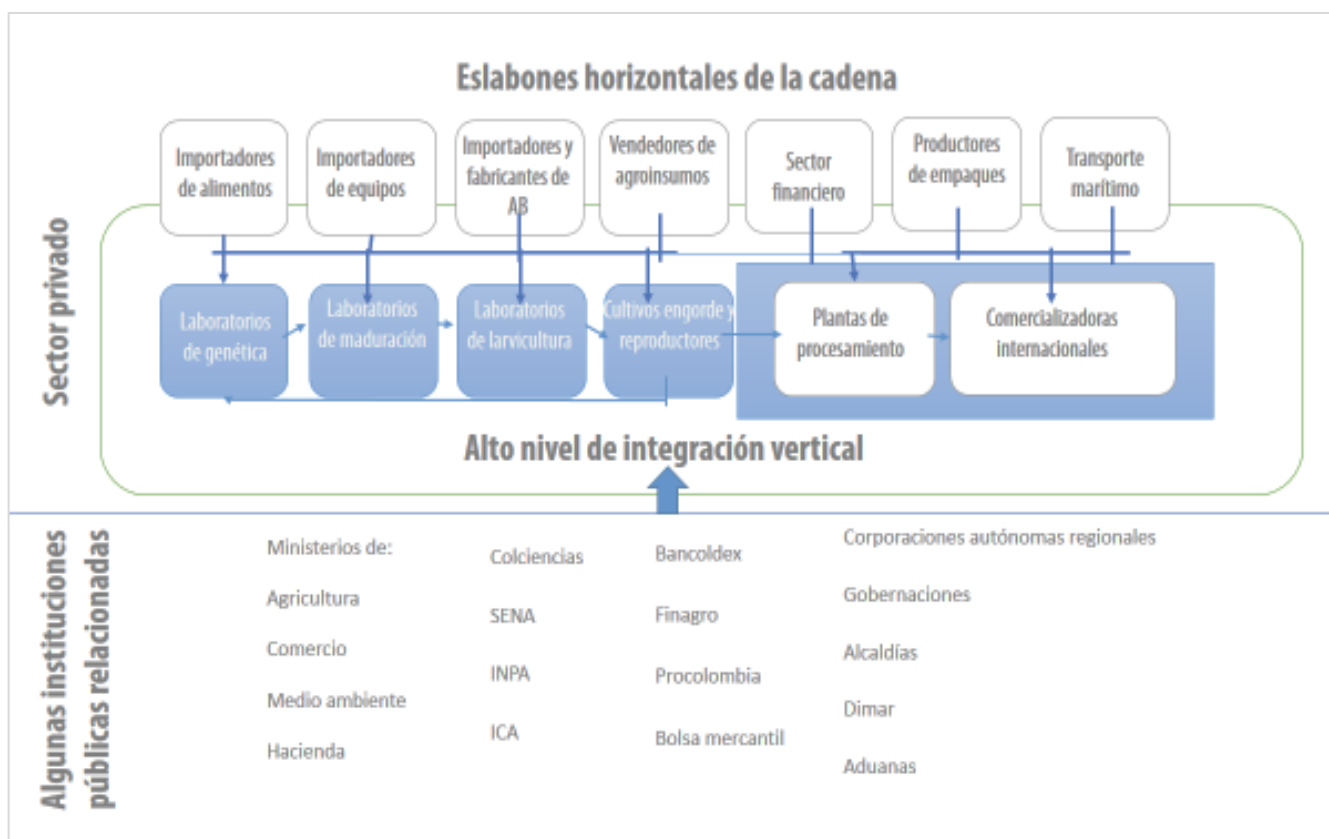 Eslabones horizontales de la cadena
Importadores
de alimentos
Importadores
de equipos
Importadores y
fabricantes de
AB
Vendedores de
agroinsumos
Sector
financiero
Productores
de empaques
Transporte
marítimo
Sector privado
Laboratorios
de genética
Laboratorios
de maduración
Laboratorios
de larvicultura
Cultivos engorde y
reproductores
Plantas de
procesamiento
Comercializadoras
internacionales
Alto nivel de integración vertical
Algunas instituciones
públicas relacionadas
Ministerios de:
Agricultura
Comercio
Medio ambiente
Hacienda
Colciencias
SENA
INPA
ICA
Bancoldex
Finagro
Procolombia
Bolsa mercantil
Corporaciones autónomas regionales
Gobernaciones
Alcaldías
Dimar
Aduanas